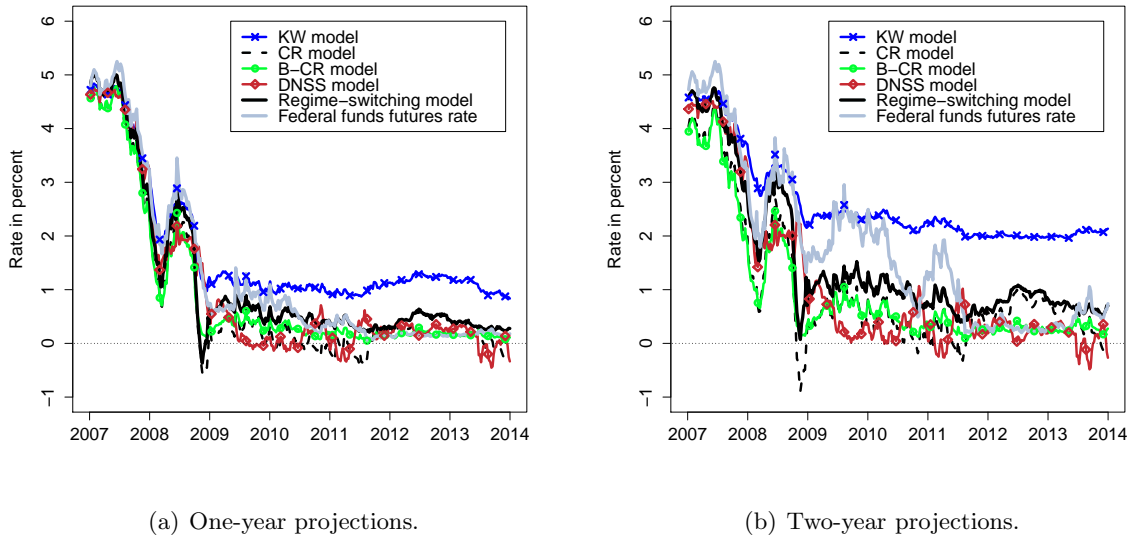 6
5
4
3
2
1
0
−1
Rate in percent
KW model
CR model
B−CR model
DNSS model
Regime−switching model
Federal funds futures rate
2007 2008 2009 2010 2011 2012 2013 2014
(a) One-year projections.
6
5
4
3
2
1
0
−1
Rate in percent
KW model
CR model
B−CR model
DNSS model
Regime−switching model
Federal funds futures rate
2007 2008 2009 2010 2011 2012 2013 2014
(b) Two-year projections.